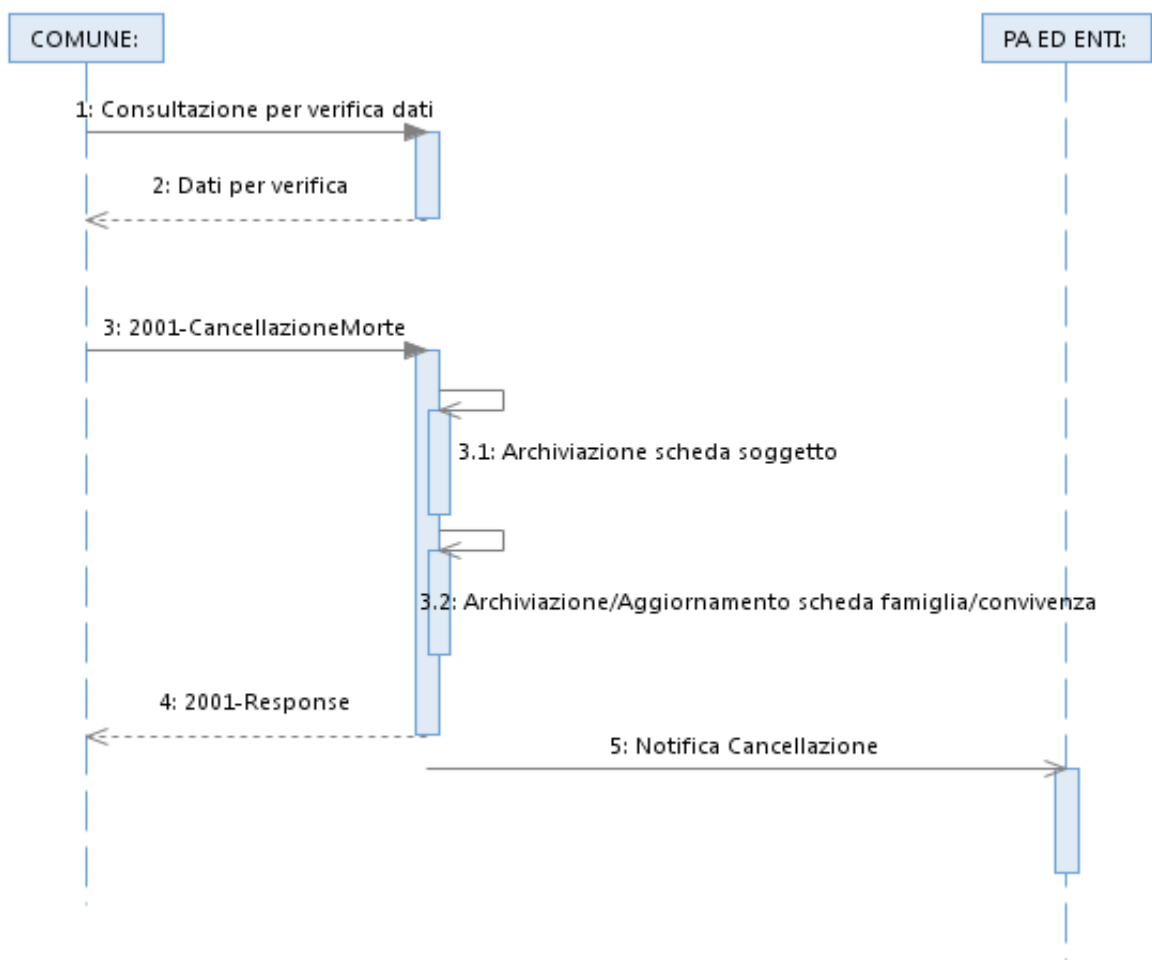 COMUNE:
PA ED ENTI:
1: Consultazione per verifica dati
2: Dati per verifica
3: 2001-CancellazioneMorte
3.1: Archiviazione scheda soggetto
3.2: Archiviazione/Aggiornamento scheda famiglia/convivenza
4: 2001-Response
5: Notifica Cancellazione